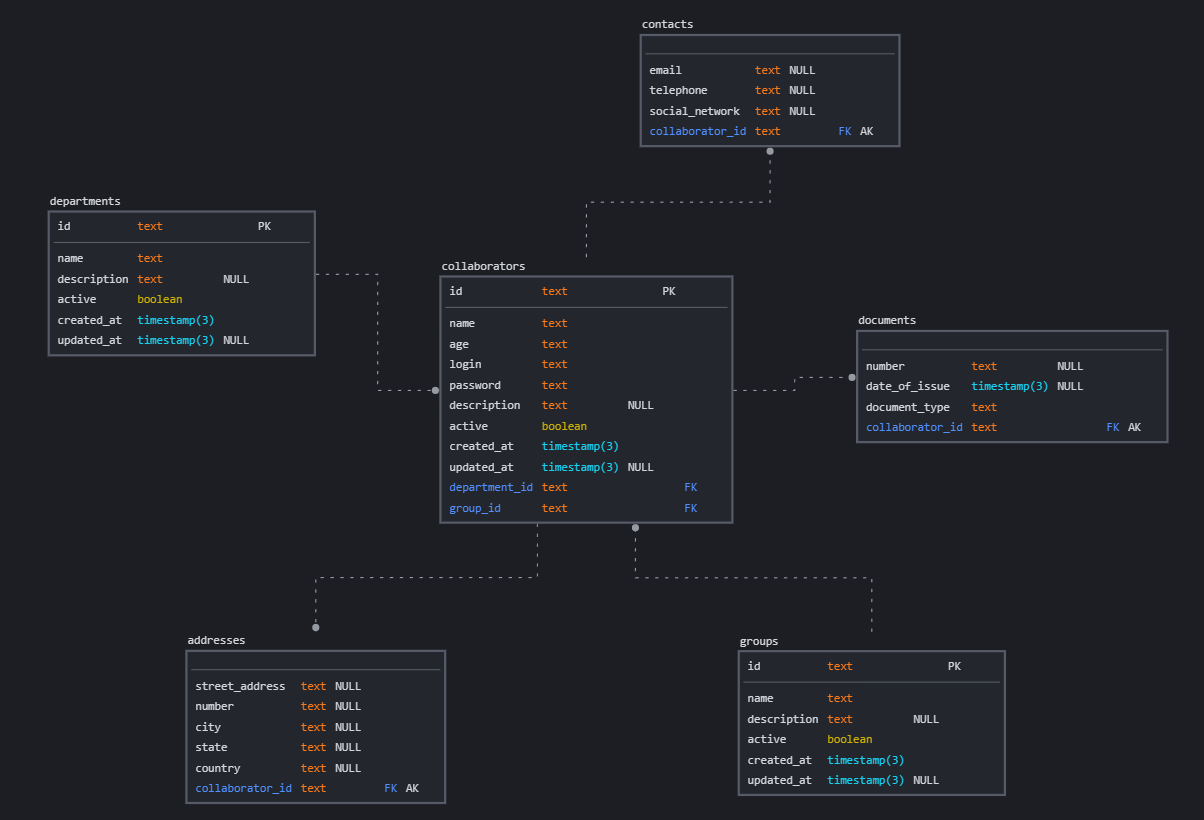 contacts
email text NULL
telephone text NULL
social_network text NULL
collaborator_id text FK AK
departments
id text PK
name text
description text NULL
active boolean
created_at timestamp(3)
updated_at timestamp(3) NULL
collaborators
id text PK
name text
age text
login text
password text
description text NULL
active boolean
created_at timestamp(3)
updated_at timestamp(3) NULL
department_id text FK
group_id text FK
documents
number text NULL
date_of_issue timestamp(3) NULL
document_type text
collaborator_id text FK AK
addresses
street_address text NULL
number text NULL
city text NULL
state text NULL
country text NULL
collaborator_id text FK AK
groups
id text PK
name text
description text NULL
active boolean
created_at timestamp(3)
updated_at timestamp(3) NULL